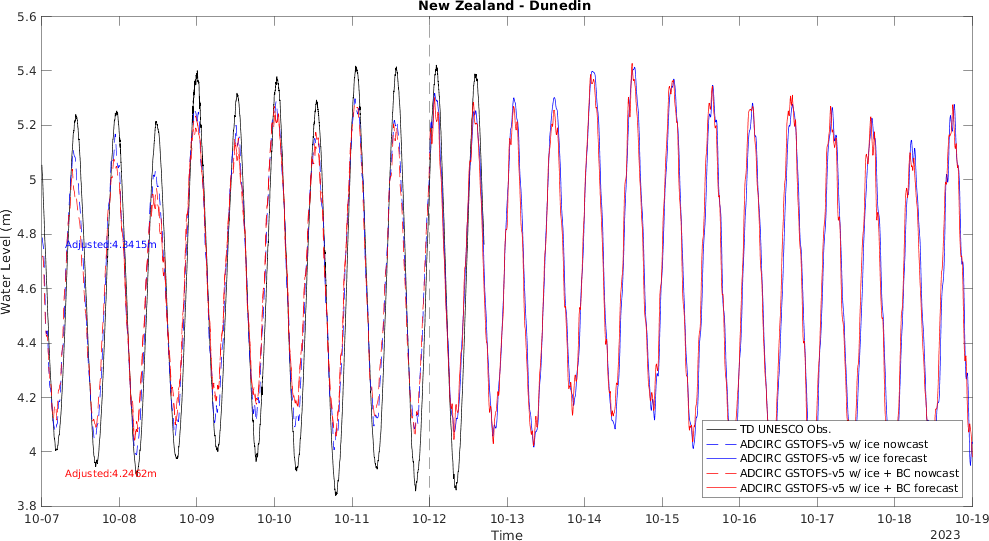 New Zealand - Dunedin
5.6
5.4
5.2
5
4.8
4.6
4.4
4.2
4
3.8
Water Level (m)
Adjusted:4.3415m
Adjusted:4.2462m
TD UNESCO Obs.
ADCIRC GSTOFS-v5 w/ ice nowcast
ADCIRC GSTOFS-v5 w/ ice forecast
ADCIRC GSTOFS-v5 w/ ice + BC nowcast
ADCIRC GSTOFS-v5 w/ ice + BC forecast
10-07 10-08 10-09 10-10 10-11 10-12 10-13 10-14 10-15 10-16 10-17 10-18 10-19
Time
2023